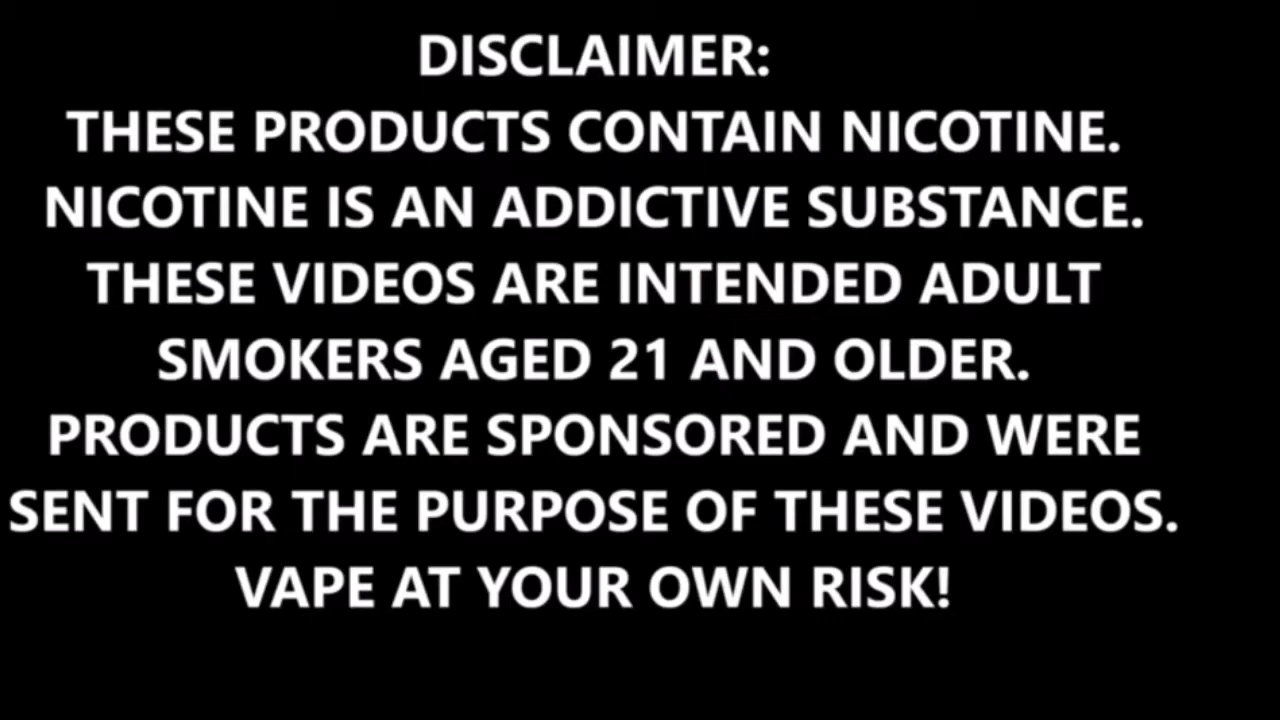 DISCLAIMER:
THESE PRODUCTS CONTAIN NICOTINE.
NICOTINE IS AN ADDICTIVE SUBSTANCE.
THESE VIDEOS ARE INTENDED ADULT
SMOKERS AGED 21 AND OLDER.
PRODUCTS ARE SPONSORED AND WERE
SENT FOR THE PURPOSE OF THESE VIDEOS.
VAPE AT YOUR OWN RISK!